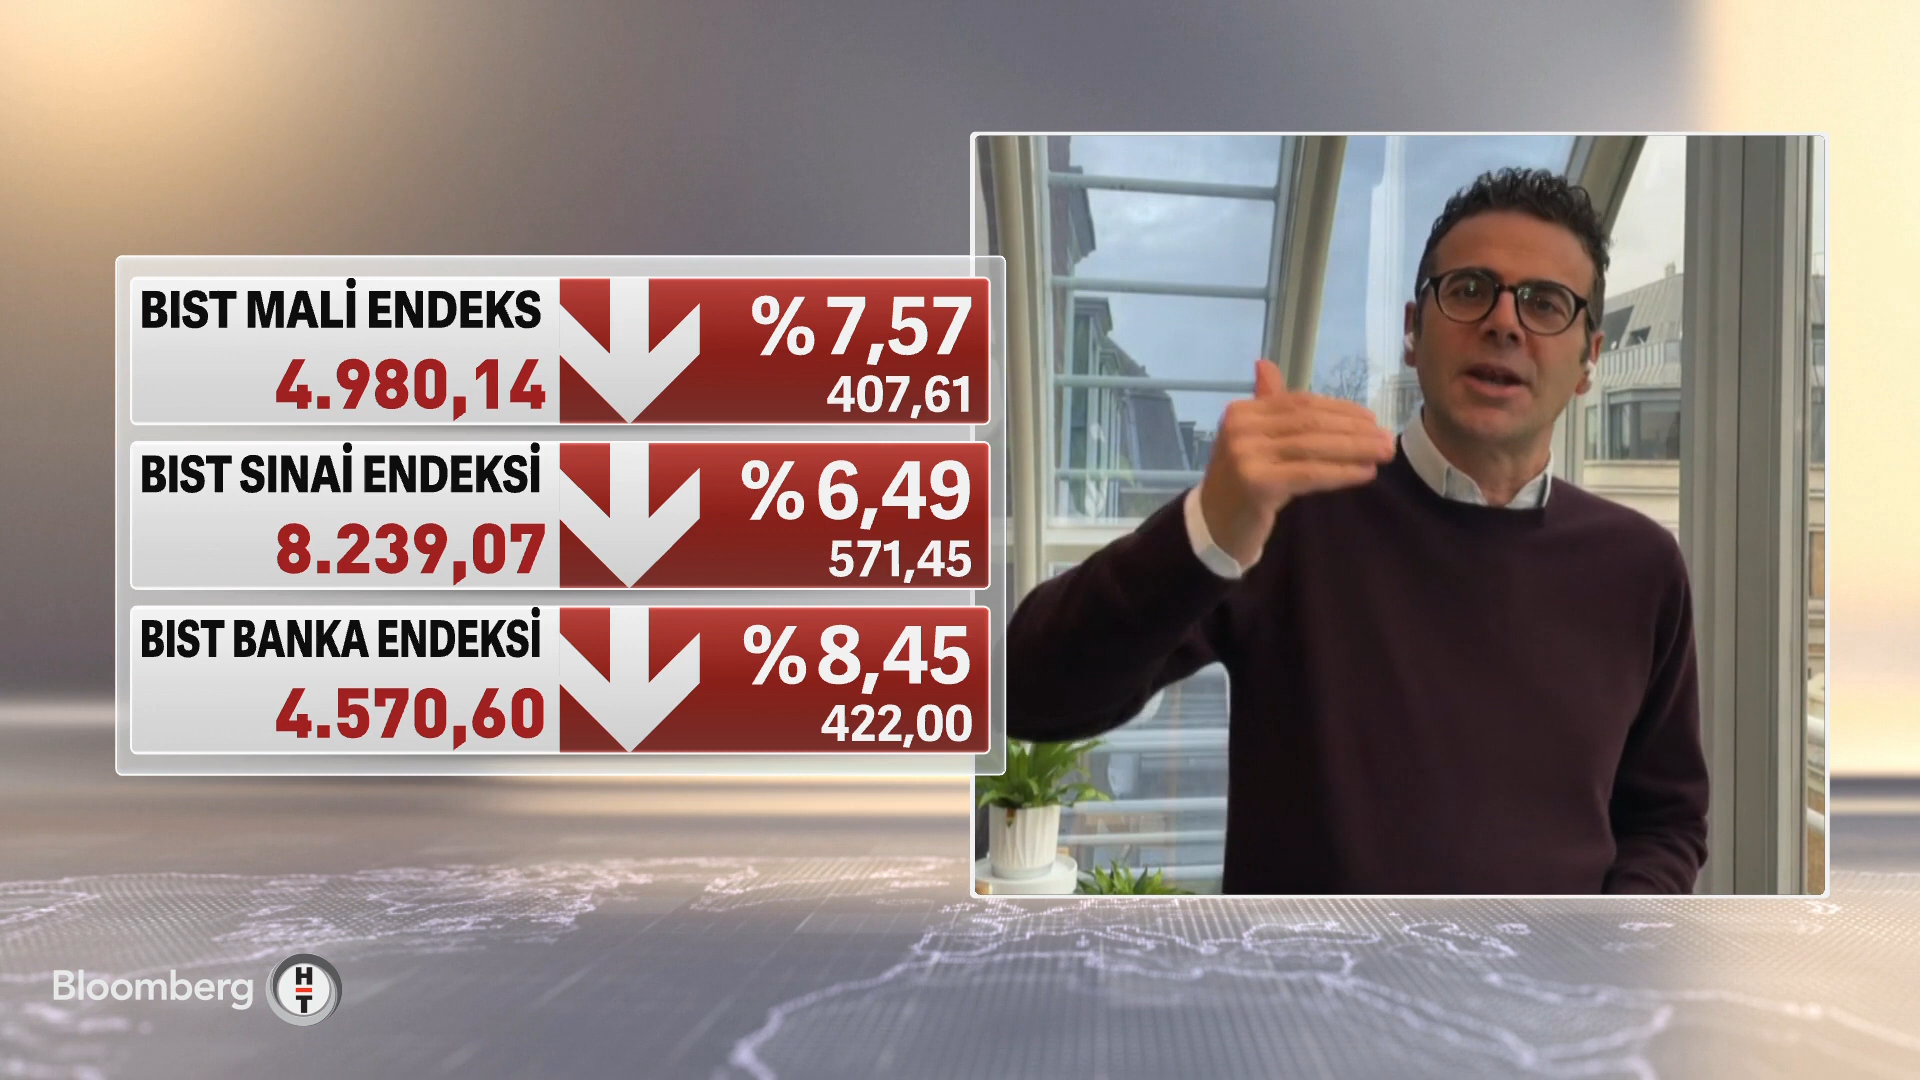 BIST MALİ ENDEKS
4.980,14
%7,57
407,61
BIST SINAİ ENDEKSİ
8.239,07
%6,49
571,45
BIST BANKA ENDEKSİ
4.570,60
%8,45
422,00
Bloomberg HT